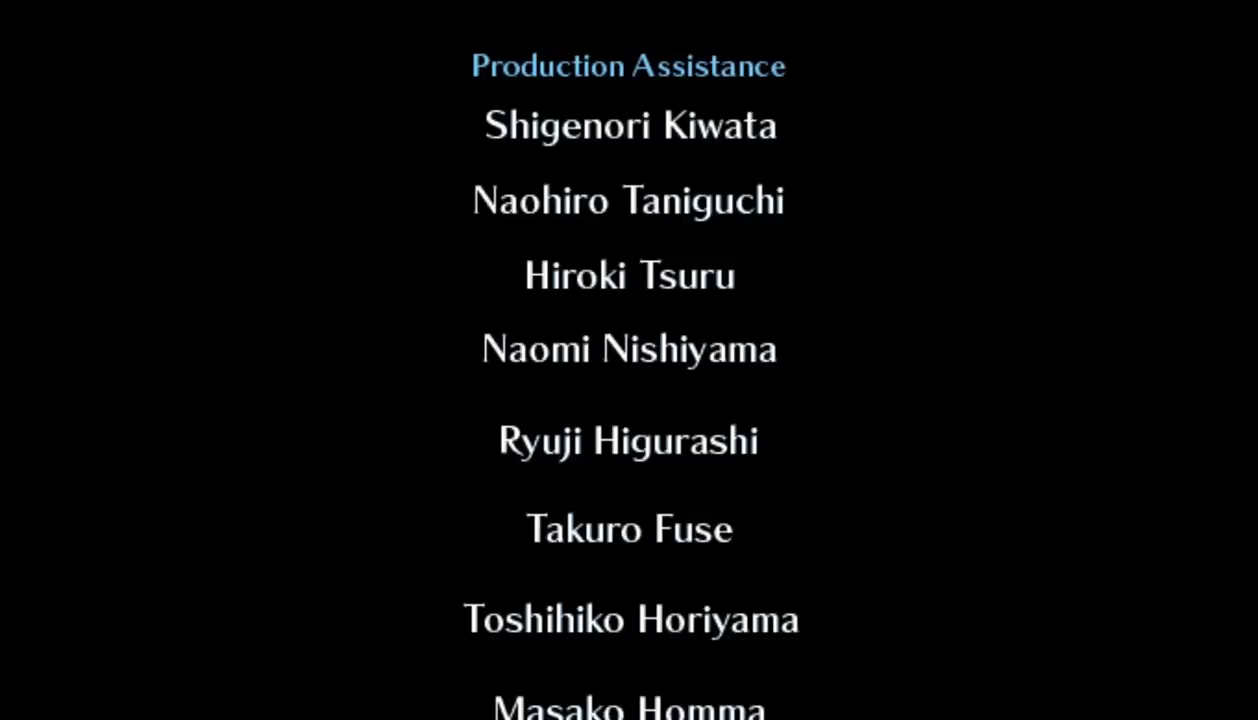 Production Assistance
Shigenori Kiwata
Naohiro Taniguchi
Hiroki Tsuru
Naomi Nishiyama
Ryuji Higurashi
Takuro Fuse
Toshihiko Horiyama
Masako Homma